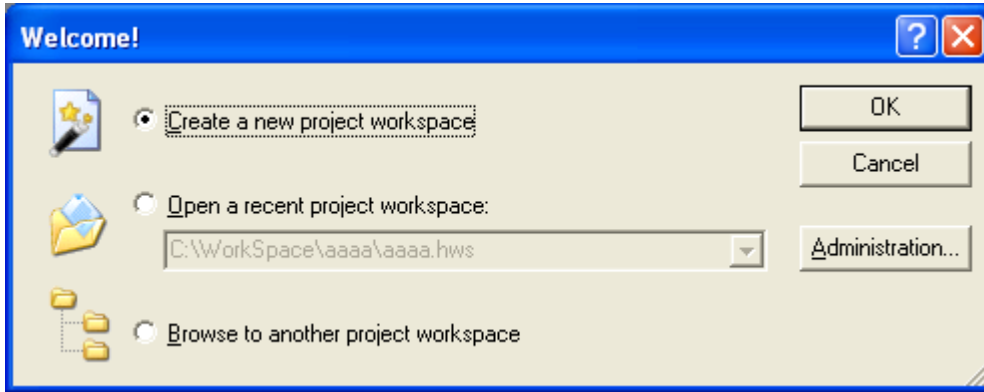 Welcome!
Create a new project workspace
OK
Cancel
Open a recent project workspace:
C:\WorkSpace\aaaa\aaaa.hws
Administration...
Browse to another project workspace